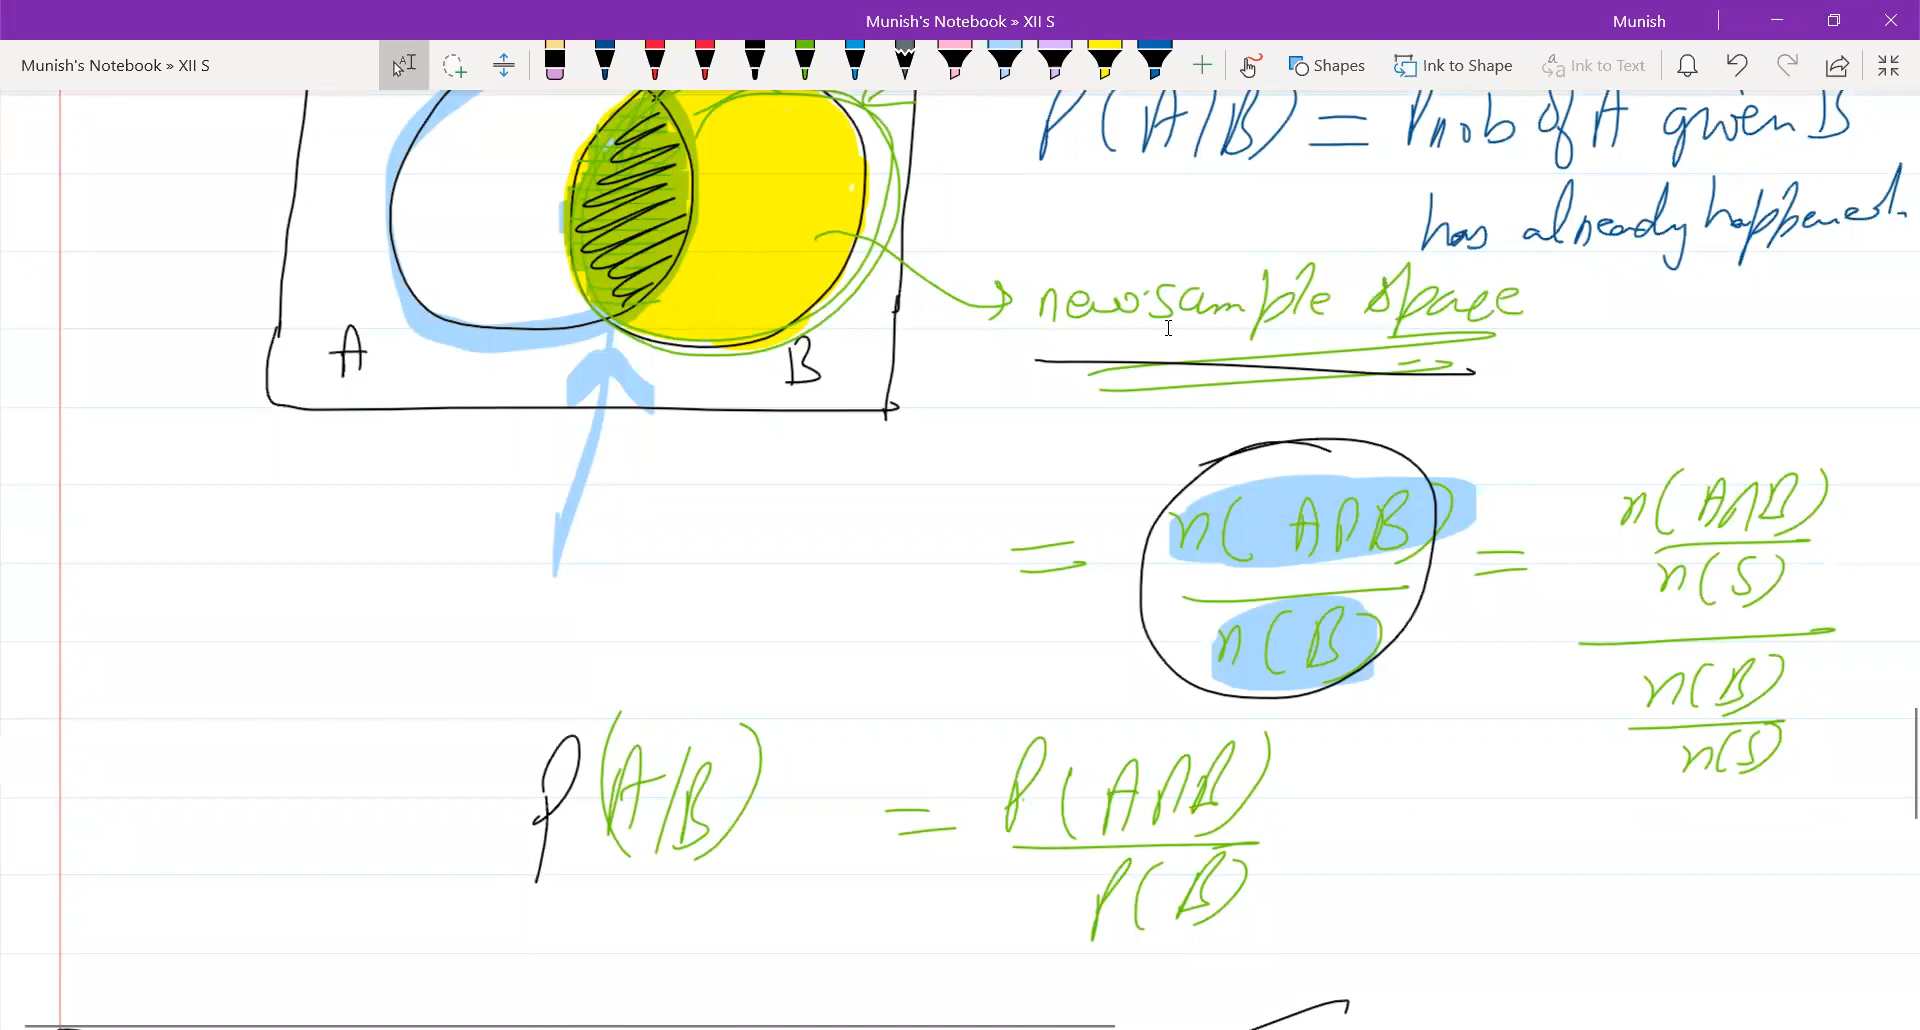 Munish's Notebook » XII S
Munish
Munish's Notebook » XII S
Shapes
Ink to Shape
Ink to Text
P(A/B) = Prob of A given B
has already happened.
new sample space
A
B
= n(A∩B) / n(B) = n(A∩B) / n(S) / n(B) / n(S)
P(A/B) = P(A∩B) / P(B)